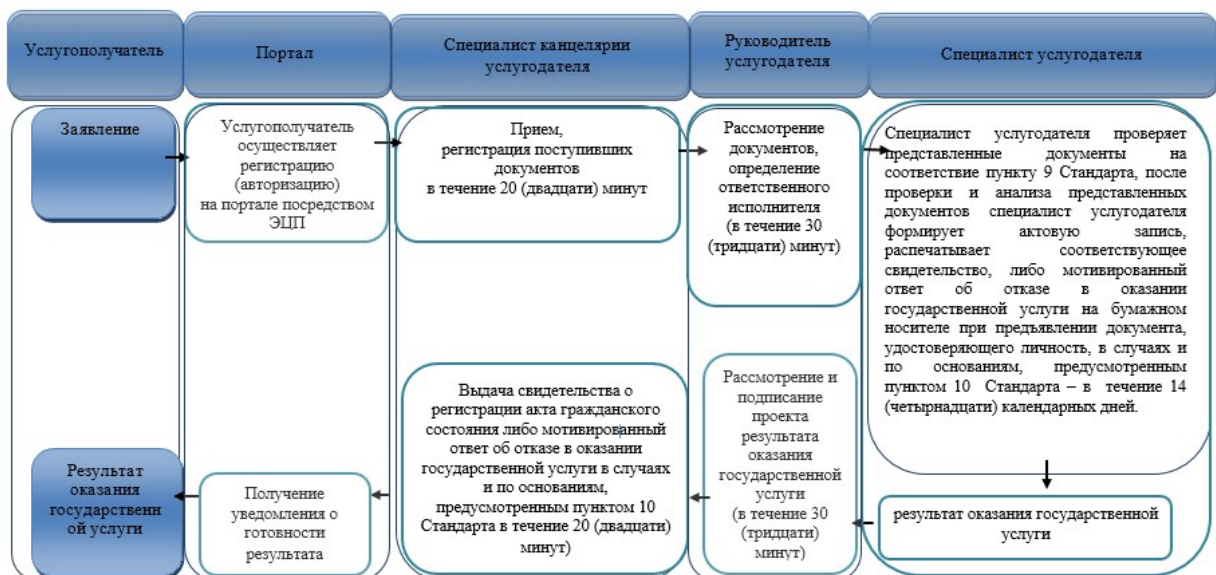 Услугополучатель
Портал
Специалист канцелярии
услугодателя
Руководитель
услугодателя
Специалист услугодателя
Заявление
Услугополучатель
осуществляет
регистрацию
(авторизацию)
на портале посредством
ЭЦП
Прием,
регистрация поступивших
документов
в течение 20 (двадцати) минут
Рассмотрение
документов,
определение
ответственного
исполнителя
(в течение 30
(тридцати) минут)
Специалист услугодателя проверяет
представленные документы на
соответствие пункту 9 Стандарта, после
проверки и анализа представленных
документов специалист услугодателя
формирует актовую запись,
распечатывает соответствующее
свидетельство, либо мотивированный
ответ об отказе в оказании
государственной услуги на бумажном
носителе при предъявлении документа,
удостоверяющего личность, в случаях и
по основаниям, предусмотренным
пунктом 10 Стандарта – в течение 14
(четырнадцати) календарных дней.
результат оказания государственной
услуги
Рассмотрение и
подписание
проекта
результата
оказания
государственной
услуги
(в течение 30
(тридцати)
минут)
Выдача свидетельства о
регистрации акта гражданского
состояния либо мотивированный
ответ об отказе в оказании
государственной услуги в случаях
и по основаниям,
предусмотренным пунктом 10
Стандарта в течение 20 (двадцати)
минут)
Получение
уведомления о
готовности
результата
Результат
оказания
государственн
ой услуги